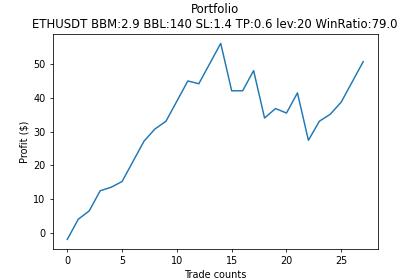 Portfolio
ETHUSDT BBM:2.9 BBL:140 SL:1.4 TP:0.6 lev:20 WinRatio:79.0
Profit ($)
50
40
30
20
10
0
0 5 10 15 20 25
Trade counts